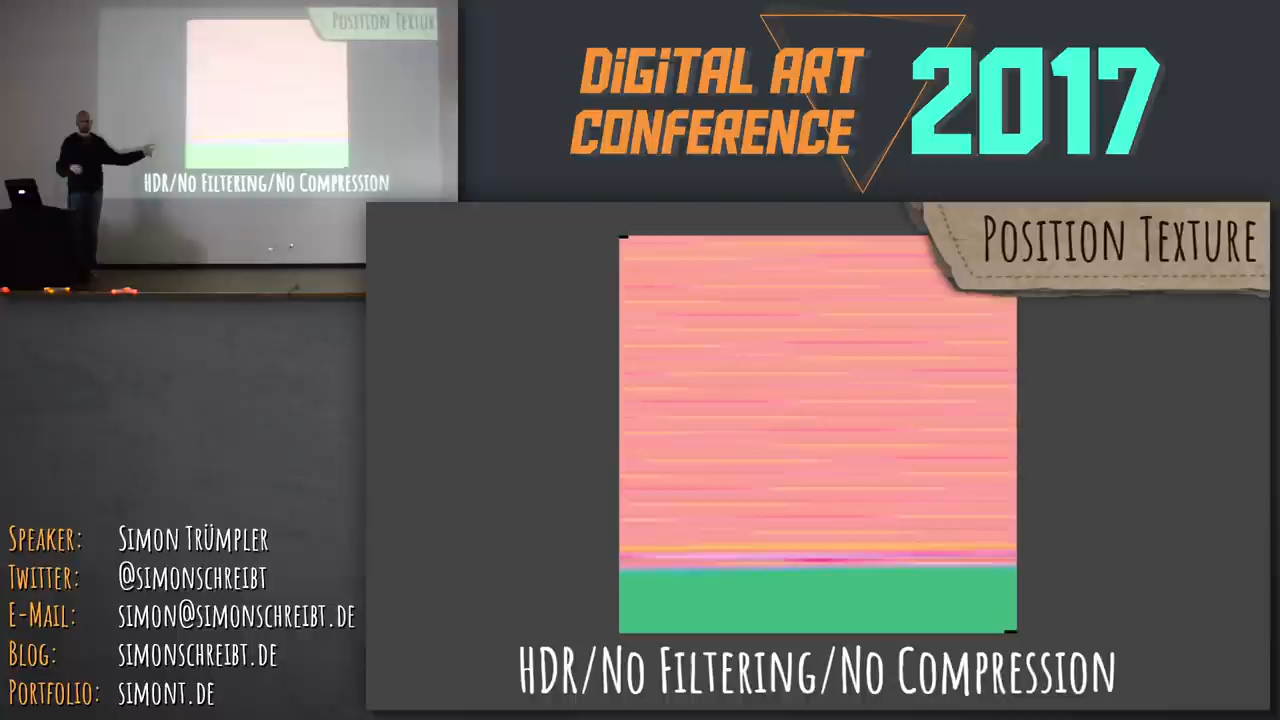 POSITION TEXTUR
HDR/NO FILTERING/NO COMPRESSION
DiGiTAL ART
CONFERENCE
2017
POSITION TEXTURE
HDR/NO FILTERING/NO COMPRESSION
SPEAKER: SIMON TRÜMPLER
TWITTER: @SIMONSCHREIBT
E-MAIL: SIMON@SIMONSCHREIBT.DE
BLOG: SIMONSCHREIBT.DE
PORTFOLIO: SIMONT.DE